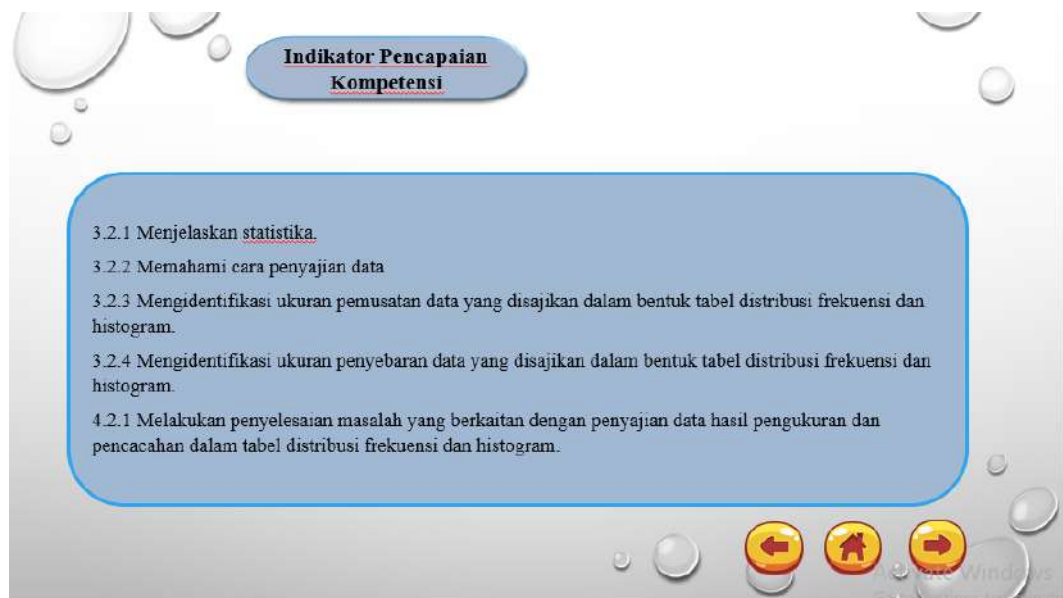 Indikator Pencapaian
Kompetensi
3.2.1 Menjelaskan statistika.
3.2.2 Memahami cara penyajian data
3.2.3 Mengidentifikasi ukuran pemusatan data yang disajikan dalam bentuk tabel distribusi frekuensi dan
histogram.
3.2.4 Mengidentifikasi ukuran penyebaran data yang disajikan dalam bentuk tabel distribusi frekuensi dan
histogram.
4.2.1 Melakukan penyelesaian masalah yang berkaitan dengan penyajian data hasil pengukuran dan
pencacahan dalam tabel distribusi frekuensi dan histogram.
Activate Windows